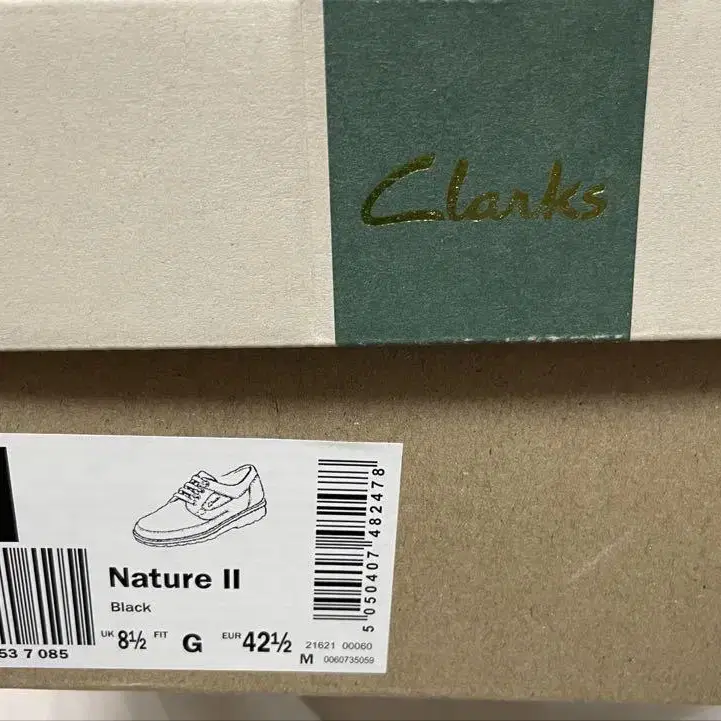 Clarks
Nature II
Black
UK 8½ FIT G EUR 42½
21621 00060
M 0060735059
5 050407 482478
53 7 085